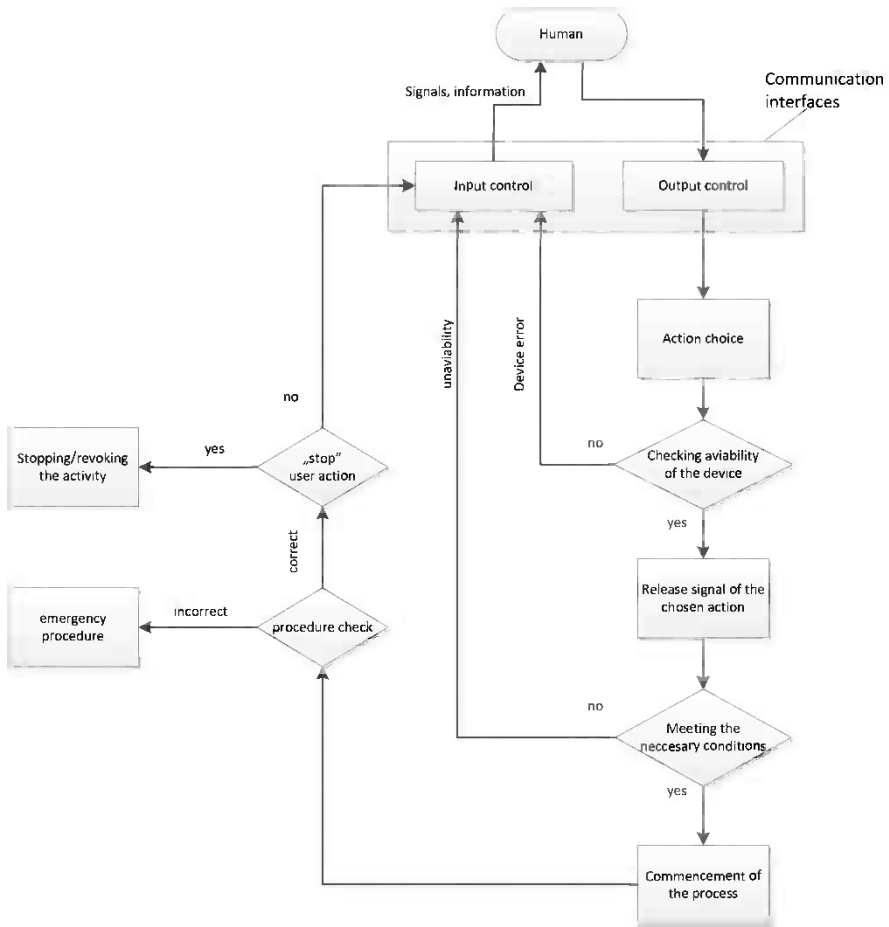 Human
Signals, information
Communication
interfaces
Input control
Output control
unaviability
Device error
Action choice
no
yes
„stop"
user action
Stopping/revoking
the activity
no
Checking aviability
of the device
yes
correct
Release signal of the
chosen action
incorrect
emergency
procedure
procedure check
no
Meeting the
neccesary conditions
yes
Commencement of
the process